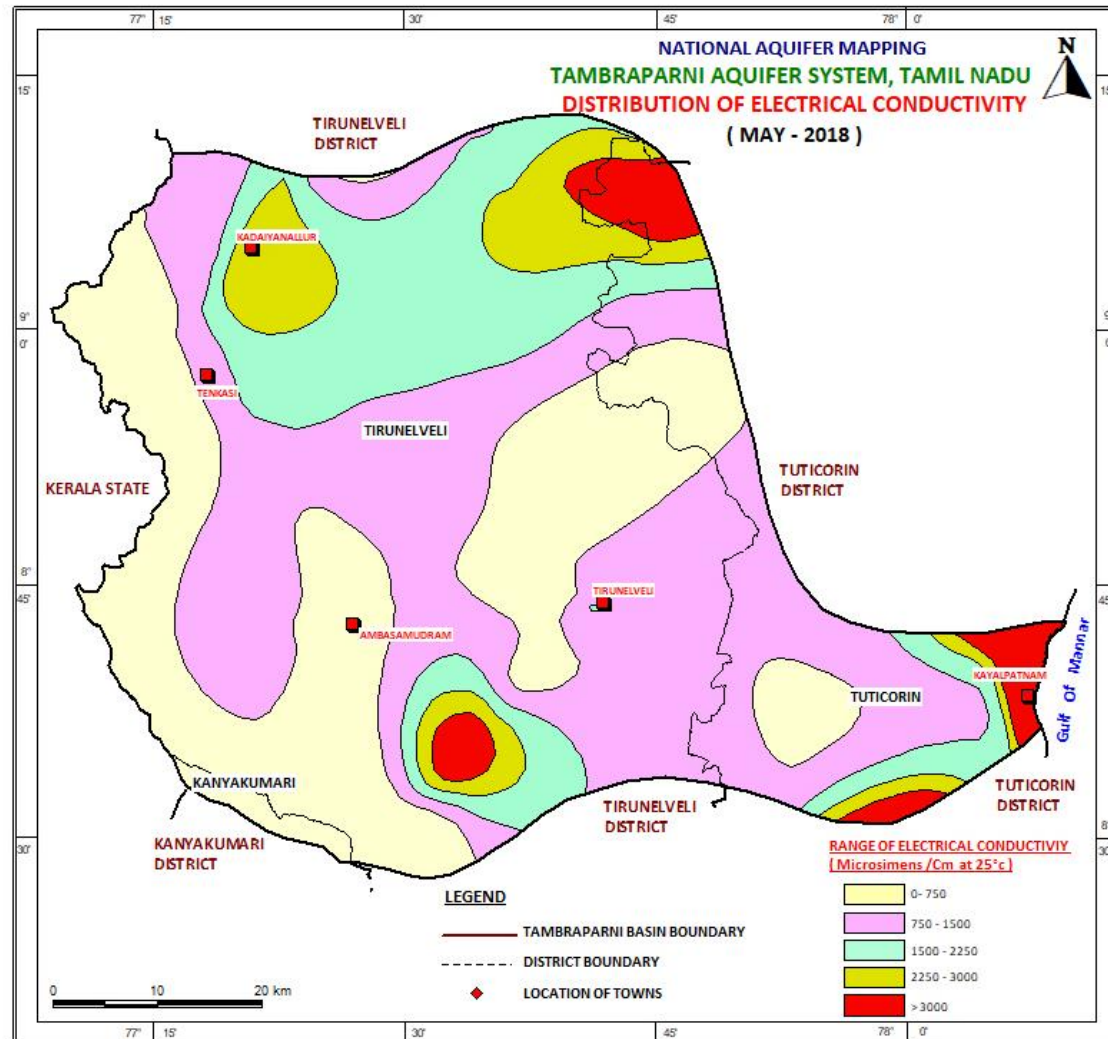 77° 15' 30' 45' 78° 0'
NATIONAL AQUIFER MAPPING
TAMBRAPARNI AQUIFER SYSTEM, TAMIL NADU
DISTRIBUTION OF ELECTRICAL CONDUCTIVITY
( MAY - 2018 )
N
15' 15'
TIRUNELVELI
DISTRICT
KADAIYANALLUR
9°
0'
TENKASI
TIRUNELVELI
KERALA STATE
TUTICORIN
DISTRICT
8°
45' 45'
TIRUNELVELI
AMBASAMUDRAM
Gulf Of Mannar
KAYALPATNAM
TUTICORIN
KANYAKUMARI
TUTICORIN
DISTRICT
TIRUNELVELI
DISTRICT
KANYAKUMARI
DISTRICT
30' 30'
RANGE OF ELECTRICAL CONDUCTIVIY
( Microsimens /Cm at 25°c )
0- 750
750 - 1500
1500 - 2250
2250 - 3000
>3000
LEGEND
TAMBRAPARNI BASIN BOUNDARY
DISTRICT BOUNDARY
LOCATION OF TOWNS
0 10 20 km
77° 15' 30' 45' 78° 0'